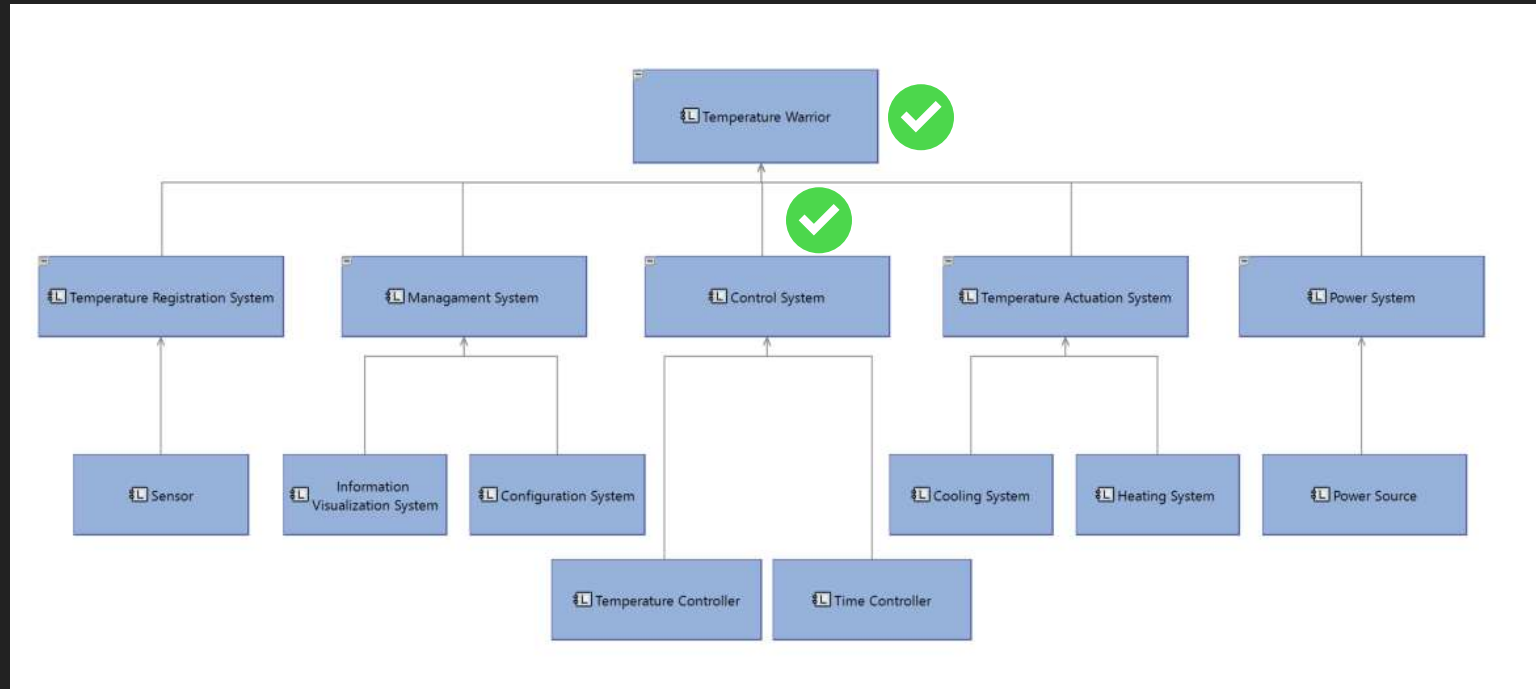 Temperature Warrior
Temperature Registration System
Managament System
Control System
Temperature Actuation System
Power System
Sensor
Information
Visualization System
Configuration System
Cooling System
Heating System
Power Source
Temperature Controller
Time Controller